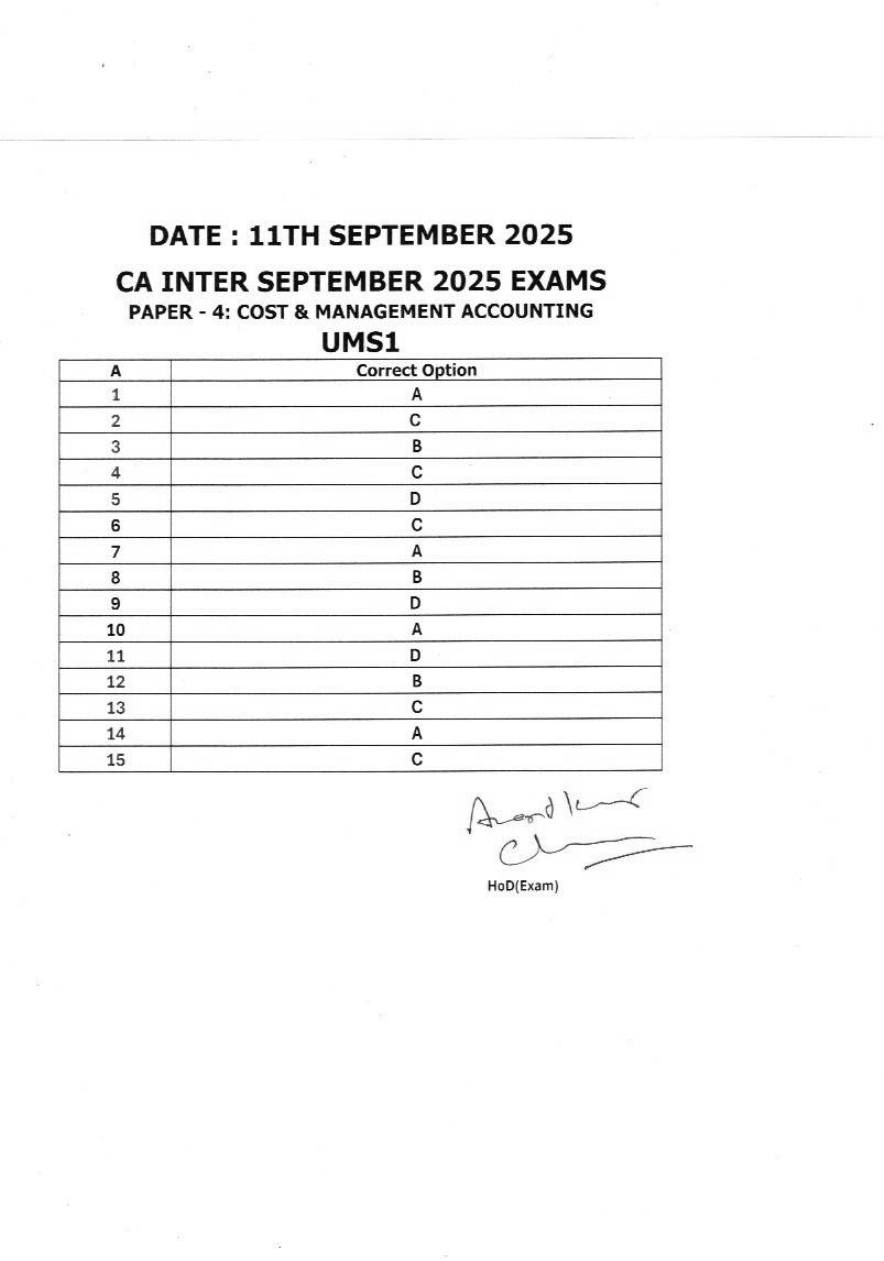 DATE : 11TH SEPTEMBER 2025
CA INTER SEPTEMBER 2025 EXAMS
PAPER - 4: COST & MANAGEMENT ACCOUNTING
UMS1
A Correct Option
1 A
2 C
3 B
4 C
5 D
6 C
7 A
8 B
9 D
10 A
11 D
12 B
13 C
14 A
15 C
HoD(Exam)